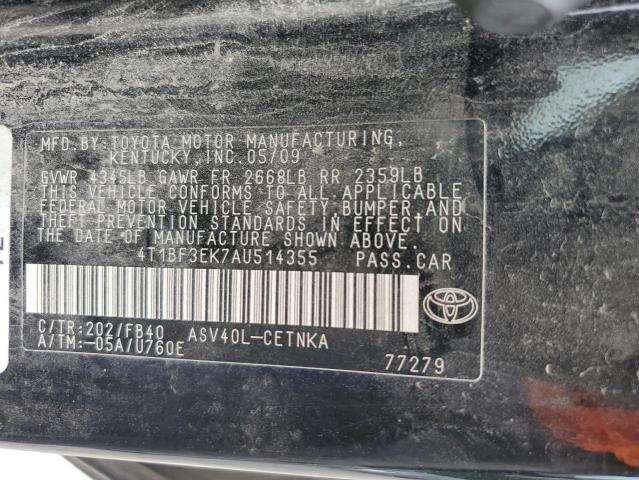 MFD.BY:TOYOTA MOTOR MANUFACTURING,
KENTUCKY,INC.05/09
GVWR 4345LB GAWR FR 2668LB RR 2359LB
THIS VEHICLE CONFORMS TO ALL APPLICABLE
FEDERAL MOTOR VEHICLE SAFETY,BUMPER,AND
THEFT PREVENTION STANDARDS IN EFFECT ON
THE DATE OF MANUFACTURE SHOWN ABOVE.
4T1BF3EK7AU514355 PASS.CAR
C/TR:202/FB40 ASV40L-CETNKA
A/TM:-05A/U760E
77279